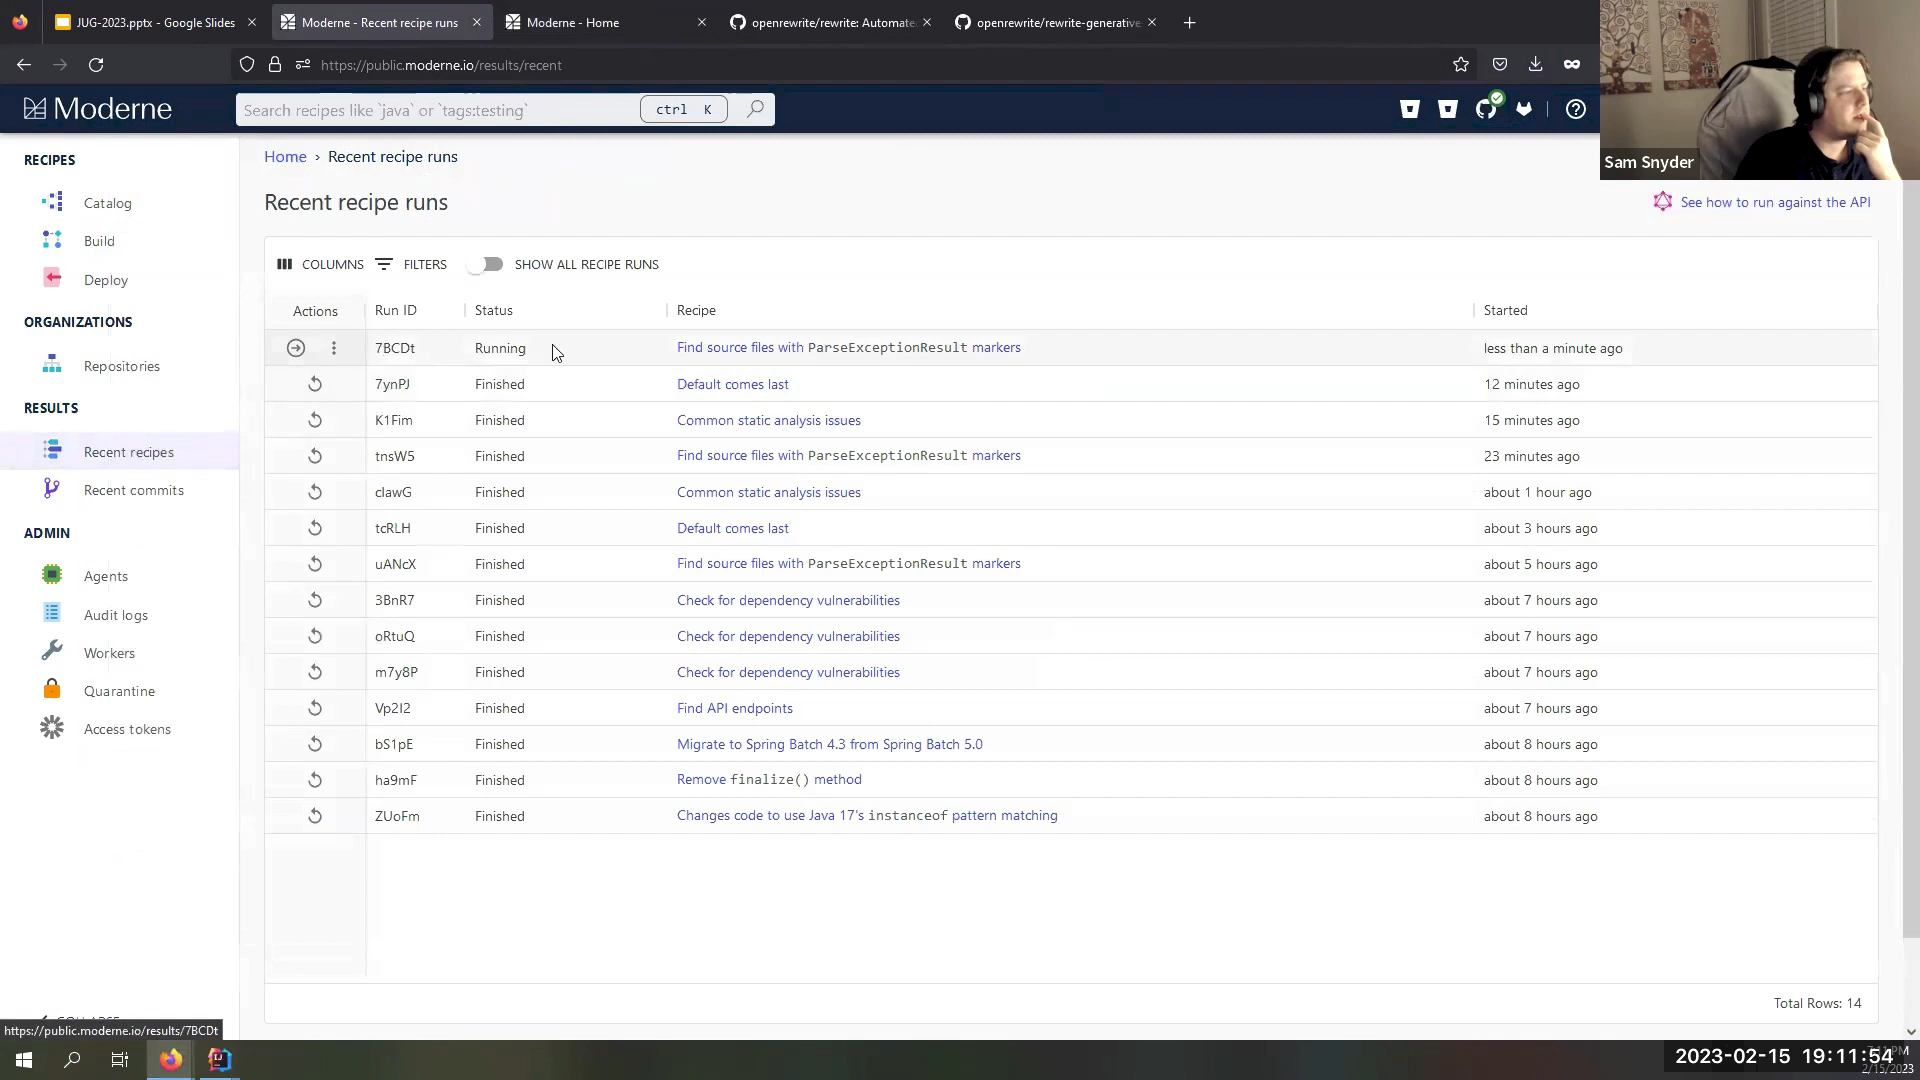 JUG-2023.pptx - Google Slides
Moderne - Recent recipe runs
Moderne - Home
openrewrite/rewrite: Automate
openrewrite/rewrite-generative
https://public.moderne.io/results/recent
Moderne
Search recipes like `java` or `tags:testing`
ctrl K
Sam Snyder
RECIPES
Catalog
Build
Deploy
ORGANIZATIONS
Repositories
RESULTS
Recent recipes
Recent commits
ADMIN
Agents
Audit logs
Workers
Quarantine
Access tokens
Home › Recent recipe runs
Recent recipe runs
See how to run against the API
COLUMNS FILTERS SHOW ALL RECIPE RUNS
Actions Run ID Status Recipe Started
7BCDt Running Find source files with ParseExceptionResult markers less than a minute ago
7ynPJ Finished Default comes last 12 minutes ago
K1Fim Finished Common static analysis issues 15 minutes ago
tnsW5 Finished Find source files with ParseExceptionResult markers 23 minutes ago
clawG Finished Common static analysis issues about 1 hour ago
tcRLH Finished Default comes last about 3 hours ago
uANcX Finished Find source files with ParseExceptionResult markers about 5 hours ago
3BnR7 Finished Check for dependency vulnerabilities about 7 hours ago
oRtuQ Finished Check for dependency vulnerabilities about 7 hours ago
m7y8P Finished Check for dependency vulnerabilities about 7 hours ago
Vp2I2 Finished Find API endpoints about 7 hours ago
bS1pE Finished Migrate to Spring Batch 4.3 from Spring Batch 5.0 about 8 hours ago
ha9mF Finished Remove finalize() method about 8 hours ago
ZUoFm Finished Changes code to use Java 17's instanceof pattern matching about 8 hours ago
Total Rows: 14
https://public.moderne.io/results/7BCDt
2023-02-15 19:11:54
2/15/2023